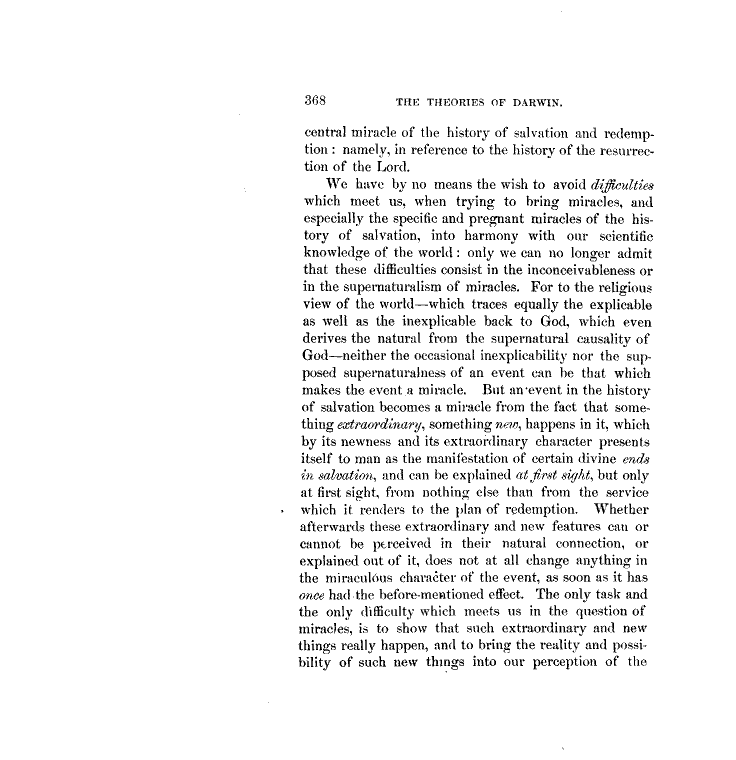 368 THE THEORIES OF DARWIN.
central miracle of the history of salvation and redemp-
tion : namely, in reference to the history of the resurrec-
tion of the Lord.
We have by no means the wish to avoid difficulties
which meet us, when trying to bring miracles, and
especially the specific and pregnant miracles of the his-
tory of salvation, into harmony with our scientific
knowledge of the world : only we can no longer admit
that these difficulties consist in the inconceivableness or
in the supernaturalism of miracles. For to the religious
view of the world—which traces equally the explicable
as well as the inexplicable back to God, which even
derives the natural from the supernatural causality of
God—neither the occasional inexplicability nor the sup-
posed supernaturalness of an event can be that which
makes the event a miracle. But an event in the history
of salvation becomes a miracle from the fact that some-
thing extraordinary, something new, happens in it, which
by its newness and its extraordinary character presents
itself to man as the manifestation of certain divine ends
in salvation, and can be explained at first sight, but only
at first sight, from nothing else than from the service
which it renders to the plan of redemption. Whether
afterwards these extraordinary and new features can or
cannot be perceived in their natural connection, or
explained out of it, does not at all change anything in
the miraculous character of the event, as soon as it has
once had the before-mentioned effect. The only task and
the only difficulty which meets us in the question of
miracles, is to show that such extraordinary and new
things really happen, and to bring the reality and possi-
bility of such new things into our perception of the